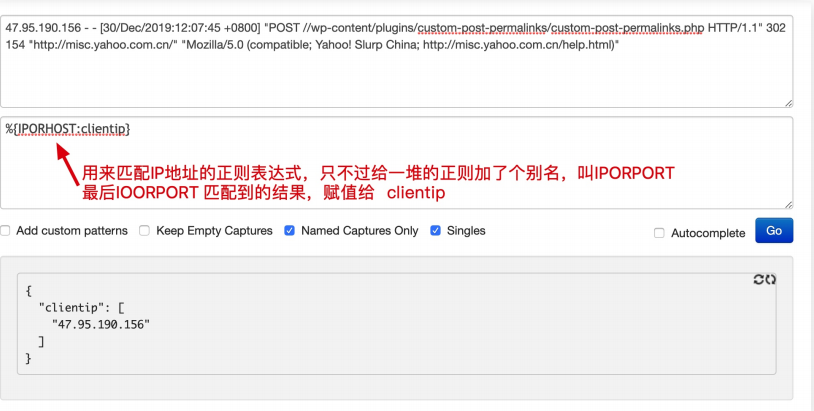 47.95.190.156 - - [30/Dec/2019:12:07:45 +0800] "POST //wp-content/plugins/custom-post-permalinks/custom-post-permalinks.php HTTP/1.1" 302
154 "http://misc.yahoo.com.cn/" "Mozilla/5.0 (compatible; Yahoo! Slurp China; http://misc.yahoo.com.cn/help.html)"
%{IPORHOST:clientip}
用来匹配IP地址的正则表达式，只不过给一堆的正则加了个别名，叫IPORPORT
最后IOORPORT 匹配到的结果，赋值给 clientip
Add custom patterns Keep Empty Captures Named Captures Only Singles Autocomplete Go
{
"clientip": [
"47.95.190.156"
]
}